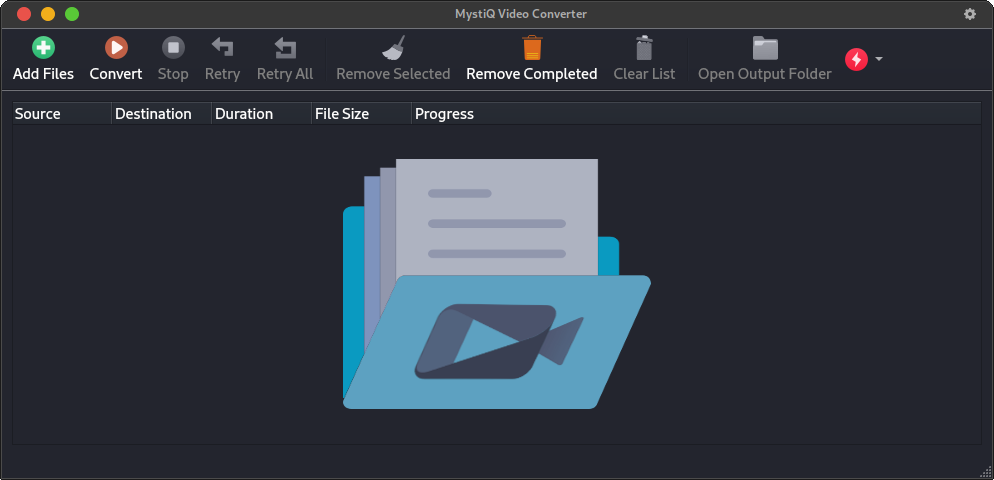 MystiQ Video Converter
Add Files Convert Stop Retry Retry All Remove Selected Remove Completed Clear List Open Output Folder
Source Destination Duration File Size Progress